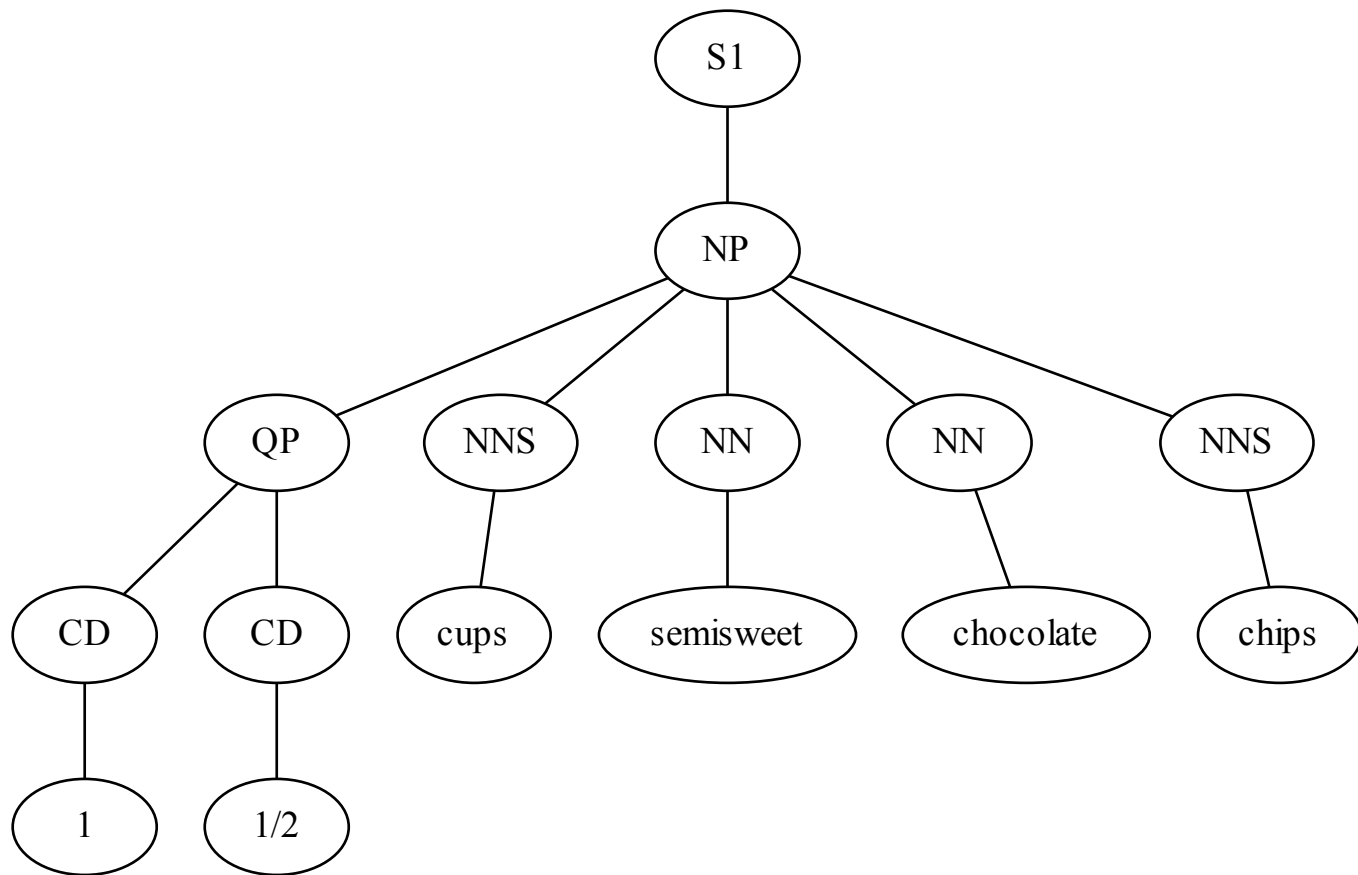 S1
NP
QP NNS NN NN NNS
CD CD cups semisweet chocolate chips
1 1/2